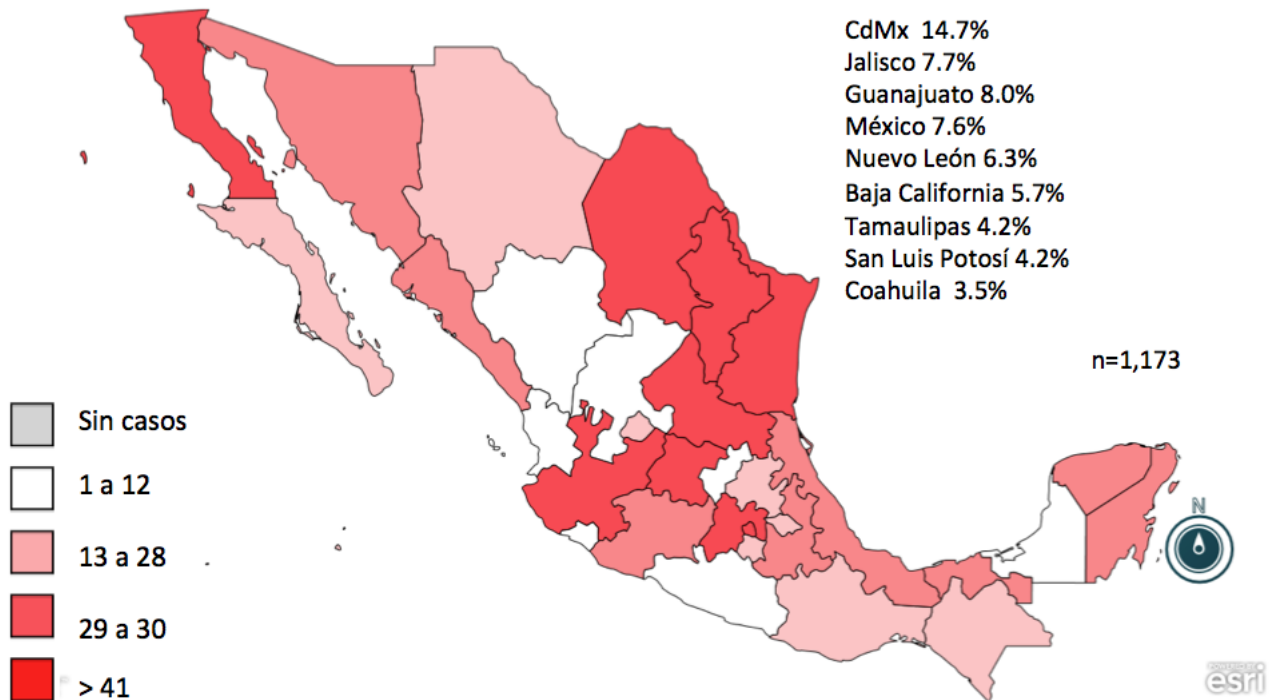 CdMx 14.7%
Jalisco 7.7%
Guanajuato 8.0%
México 7.6%
Nuevo León 6.3%
Baja California 5.7%
Tamaulipas 4.2%
San Luis Potosí 4.2%
Coahuila 3.5%
n=1,173
Sin casos
1 a 12
13 a 28
29 a 30
> 41
N
POWERED BY
esri